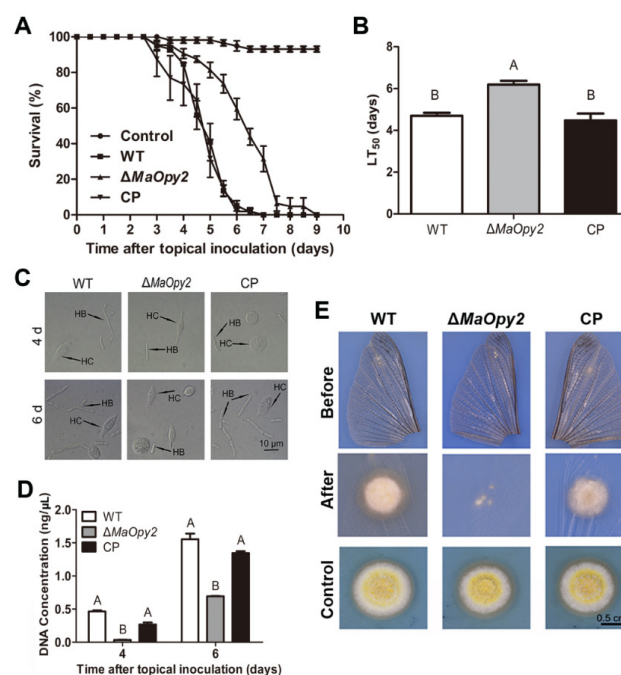 A
Survival (%)
100
80
60
40
20
0
Control
WT
ΔMaOpy2
CP
0 1 2 3 4 5 6 7 8 9 10
Time after topical inoculation (days)
B
LT50 (days)
8
6
4
2
0
B
A
B
WT
ΔMaOpy2
CP
C
WT
ΔMaOpy2
CP
4 d
HB
HC
HC
HB
HB
HC
6 d
HB
HC
HC
HB
HB
HC
10 μm
D
DNA Concentration (ng/μL)
2.0
1.5
1.0
0.5
0.0
WT
ΔMaOpy2
CP
A
B
A
A
B
A
4
6
Time after topical inoculation (days)
E
WT
ΔMaOpy2
CP
Before
After
Control
0.5 cm